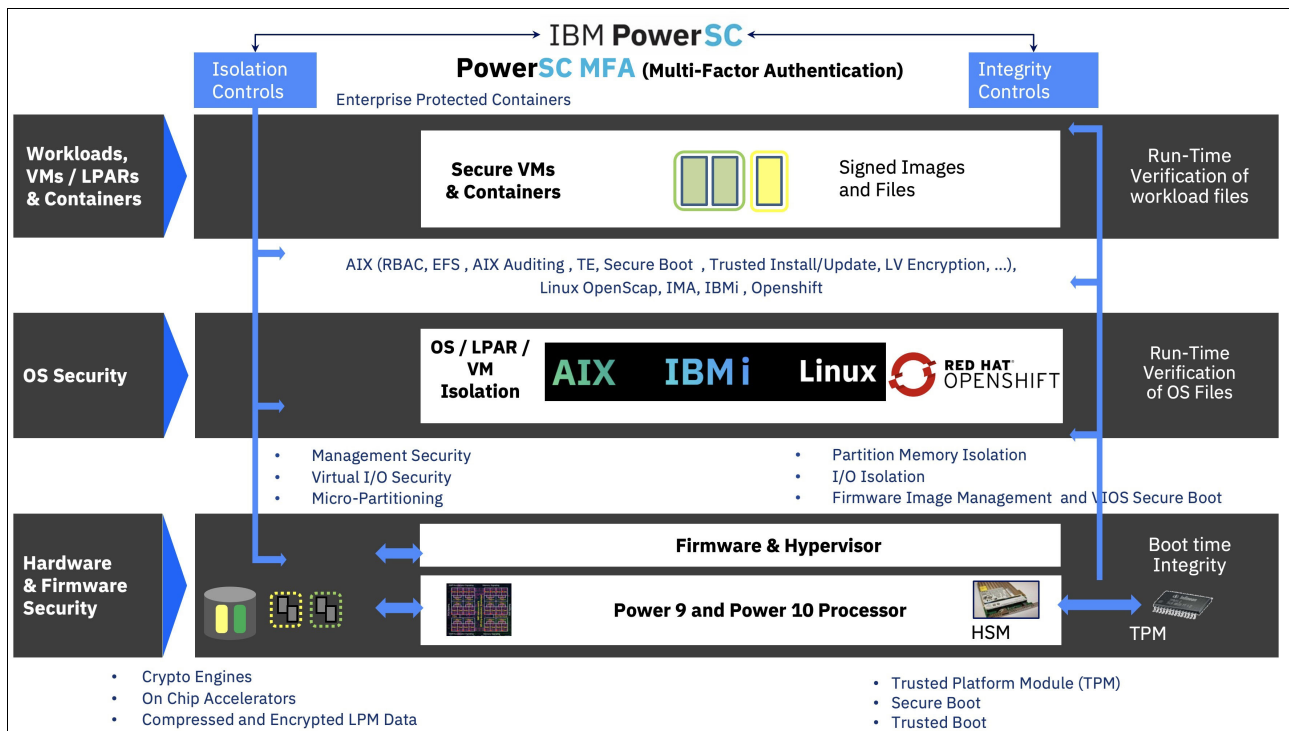 IBM PowerSC
PowerSC MFA (Multi-Factor Authentication)
Isolation
Controls
Integrity
Controls
Enterprise Protected Containers
Workloads,
VMs / LPARs
& Containers
Secure VMs
& Containers
Signed Images
and Files
Run-Time
Verification of
workload files
AIX (RBAC, EFS , AIX Auditing , TE, Secure Boot , Trusted Install/Update, LV Encryption, ...),
Linux OpenScap, IMA, IBMi , Openshift
OS Security
OS / LPAR /
VM
Isolation
AIX
IBM i
Linux
RED HAT®
OPENSHIFT
Run-Time
Verification
of OS Files
• Management Security
• Virtual I/O Security
• Micro-Partitioning
• Partition Memory Isolation
• I/O Isolation
• Firmware Image Management and VIOS Secure Boot
Hardware
& Firmware
Security
Firmware & Hypervisor
Power 9 and Power 10 Processor
HSM
Boot time
Integrity
TPM
• Crypto Engines
• On Chip Accelerators
• Compressed and Encrypted LPM Data
• Trusted Platform Module (TPM)
• Secure Boot
• Trusted Boot